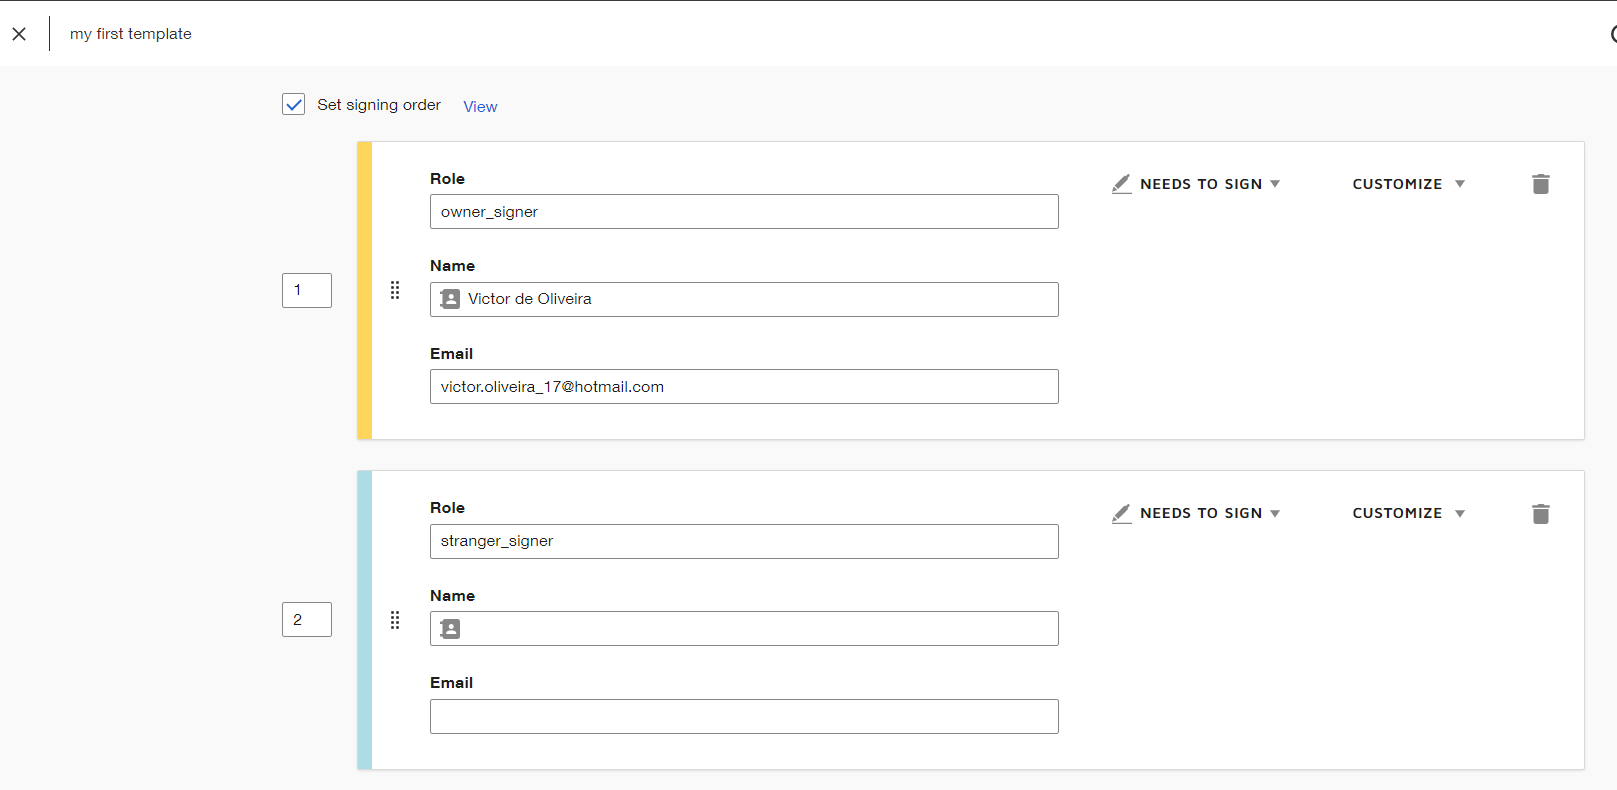 my first template
Set signing order View
Role
NEEDS TO SIGN CUSTOMIZE
owner_signer
Name
1
Victor de Oliveira
Email
victor.oliveira_17@hotmail.com
Role
NEEDS TO SIGN CUSTOMIZE
stranger_signer
Name
2
Email